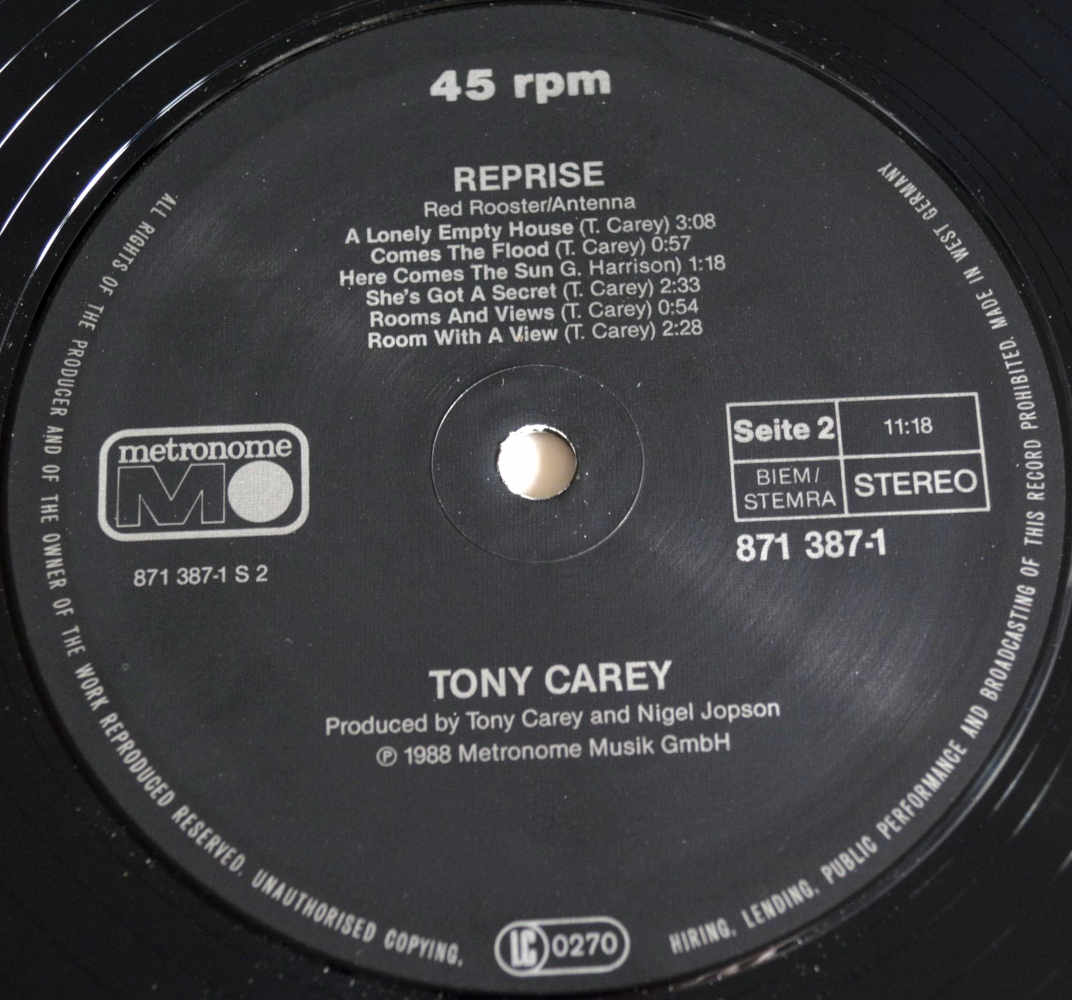 45 rpm
REPRISE
Red Rooster/Antenna
A Lonely Empty House (T. Carey) 3:08
Comes The Flood (T. Carey) 0:57
Here Comes The Sun G. Harrison) 1:18
She's Got A Secret (T. Carey) 2:33
Rooms And Views (T. Carey) 0:54
Room With A View (T. Carey) 2:28
metronome
M
871 387-1 S 2
Seite 2
11:18
BIEM/
STEMRA
STEREO
871 387-1
TONY CAREY
Produced by Tony Carey and Nigel Jopson
℗ 1988 Metronome Musik GmbH
ALL RIGHTS OF THE PRODUCER AND OF THE OWNER OF THE WORK REPRODUCED RESERVED. UNAUTHORISED COPYING, HIRING, LENDING, PUBLIC PERFORMANCE AND BROADCASTING OF THIS RECORD PROHIBITED. MADE IN WEST GERMANY
LC 0270